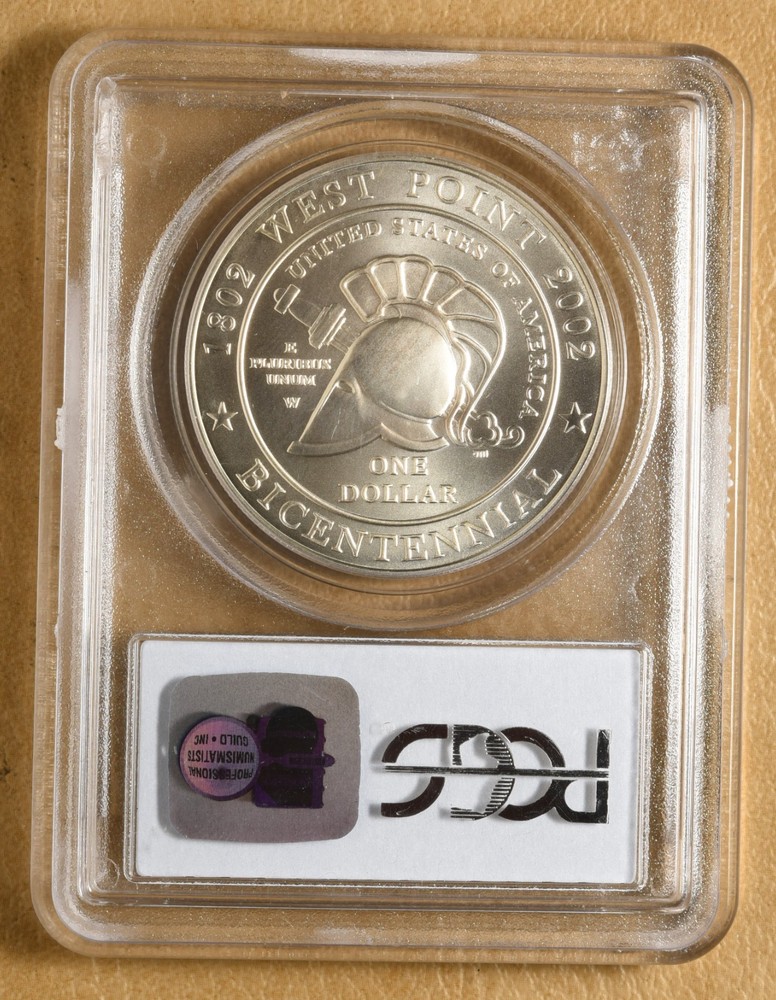 1802 WEST POINT 2002
UNITED STATES OF AMERICA
E
PLURIBUS
UNUM
W
ONE
DOLLAR
BICENTENNIAL
PROFESSIONAL
NUMISMATISTS
GUILD • INC
PCGS